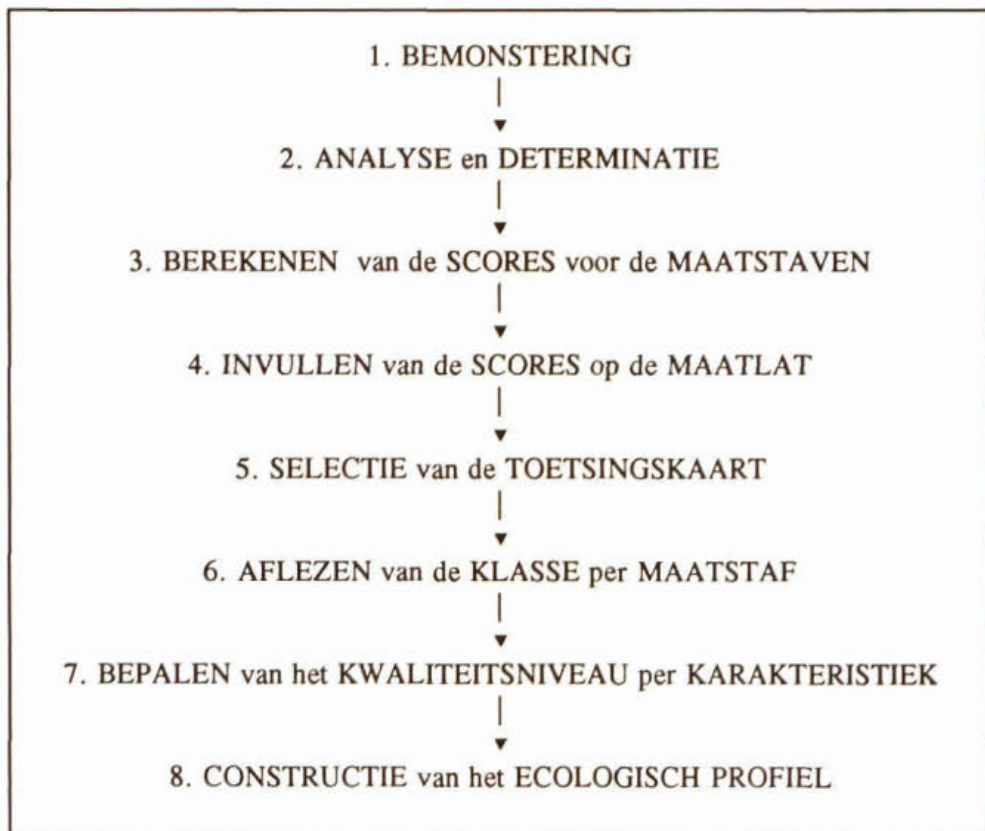 1. BEMONSTERING
2. ANALYSE en DETERMINATIE
3. BEREKENEN van de SCORES voor de MAATSTAVEN
4. INVULLEN van de SCORES op de MAATLAT
5. SELECTIE van de TOETSINGSKAART
6. AFLEZEN van de KLASSE per MAATSTAF
7. BEPALEN van het KWALITEITSNIVEAU per KARAKTERISTIEK
8. CONSTRUCTIE van het ECOLOGISCH PROFIEL